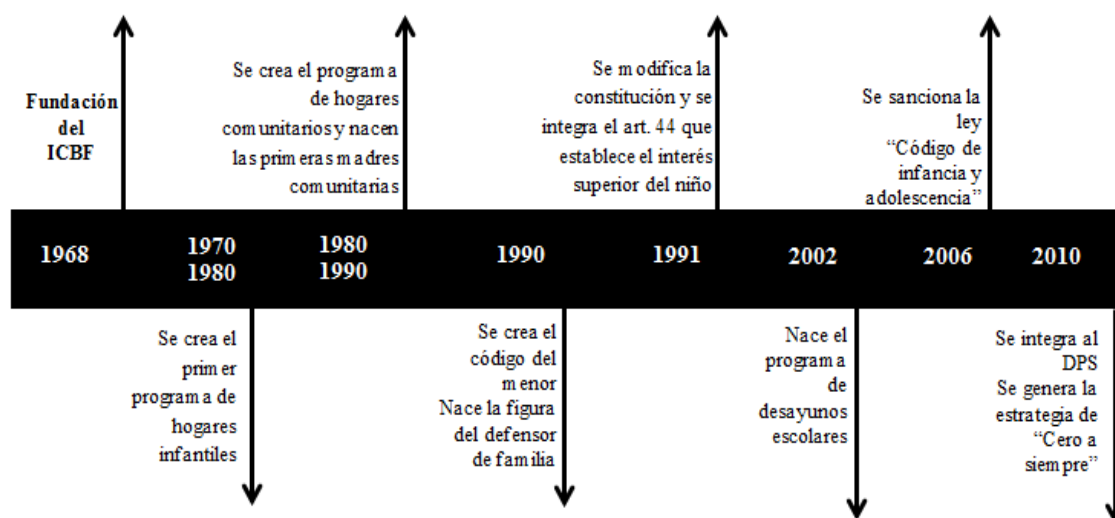 Fundación
del
ICBF
Se crea el programa
de hogares
comunitarios y nacen
las primeras madres
comunitarias
Se modifica la
constitución y se
integra el art. 44 que
establece el interés
superior del niño
Se sanciona la
ley
“Código de
infancia y
adolescencia”
1968
1970
1980
1980
1990
1990
1991
2002
2006
2010
Se crea el
primer
programa de
hogares
infantiles
Se crea el
código del
menor
Nace la figura
del defensor
de familia
Nace el
programa
de
desayunos
escolares
Se integra al
DPS
Se genera la
estrategia de
“Cero a
siempre”